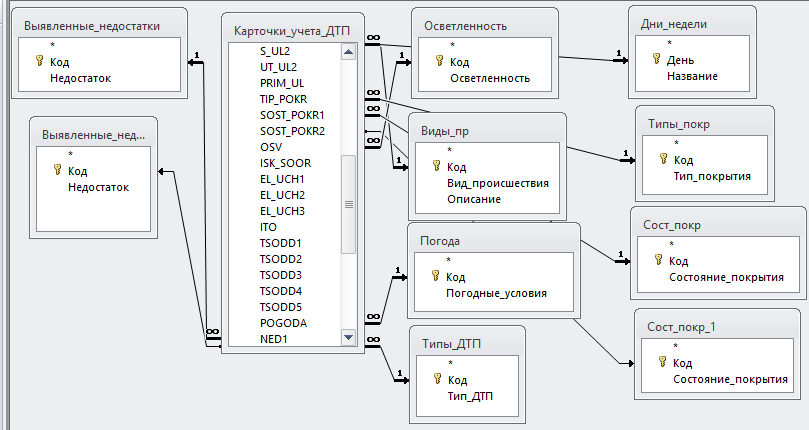 Выявленные_недостатки
*
Код
Недостаток
1
Выявленные_нед...
*
Код
Недостаток
Карточки_учета_ДТП
S_UL2
UT_UL2
PRIM_UL
TIP_POKR
SOST_POKR1
SOST_POKR2
OSV
ISK_SOOR
EL_UCH1
EL_UCH2
EL_UCH3
ITO
TSODD1
TSODD2
TSODD3
TSODD4
TSODD5
POGODA
NED1
∞
∞
∞
∞
∞
∞
∞
Осветленность
*
Код
Осветленность
1
Виды_пр
*
Код
Вид_происшествия
Описание
1
Погода
*
Код
Погодные_условия
1
Типы_ДТП
*
Код
Тип_ДТП
1
Дни_недели
*
День
Название
1
Типы_покр
*
Код
Тип_покрытия
1
Сост_покр
*
Код
Состояние_покрытия
1
Сост_покр_1
*
Код
Состояние_покрытия